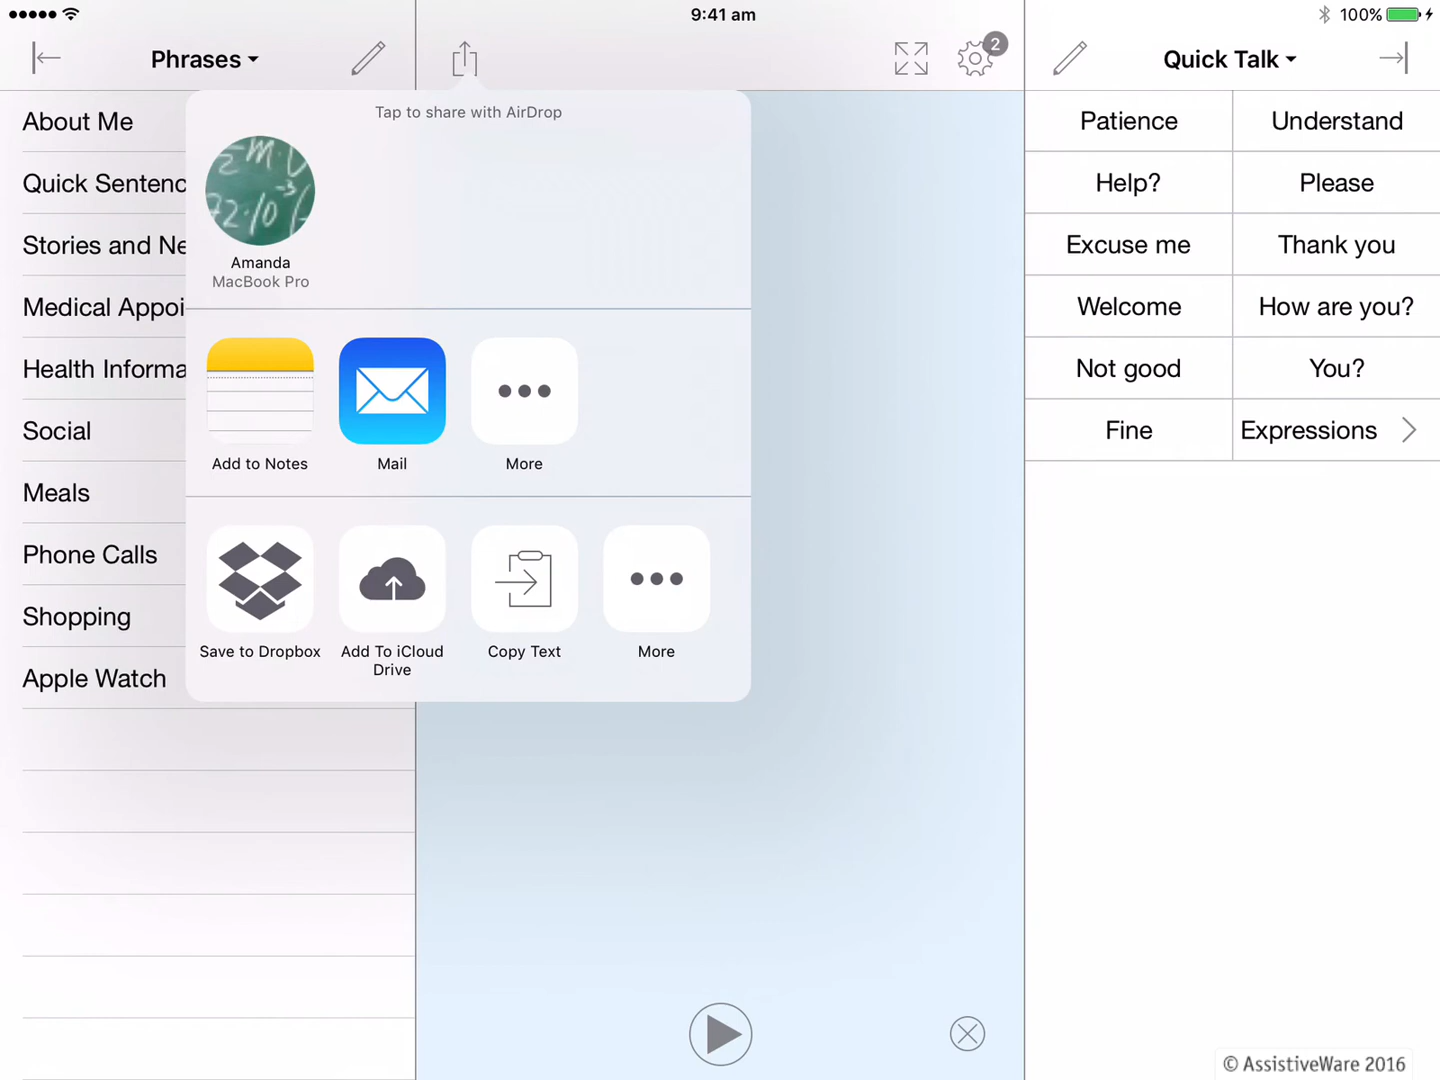 9:41 am
100%
Phrases
2
Quick Talk
About Me
Quick Sentenc
Stories and Ne
Medical Appoi
Health Informa
Social
Meals
Phone Calls
Shopping
Apple Watch
Tap to share with AirDrop
Amanda
MacBook Pro
Add to Notes
Mail
More
Save to Dropbox
Add To iCloud
Drive
Copy Text
More
Patience
Understand
Help?
Please
Excuse me
Thank you
Welcome
How are you?
Not good
You?
Fine
Expressions
© AssistiveWare 2016